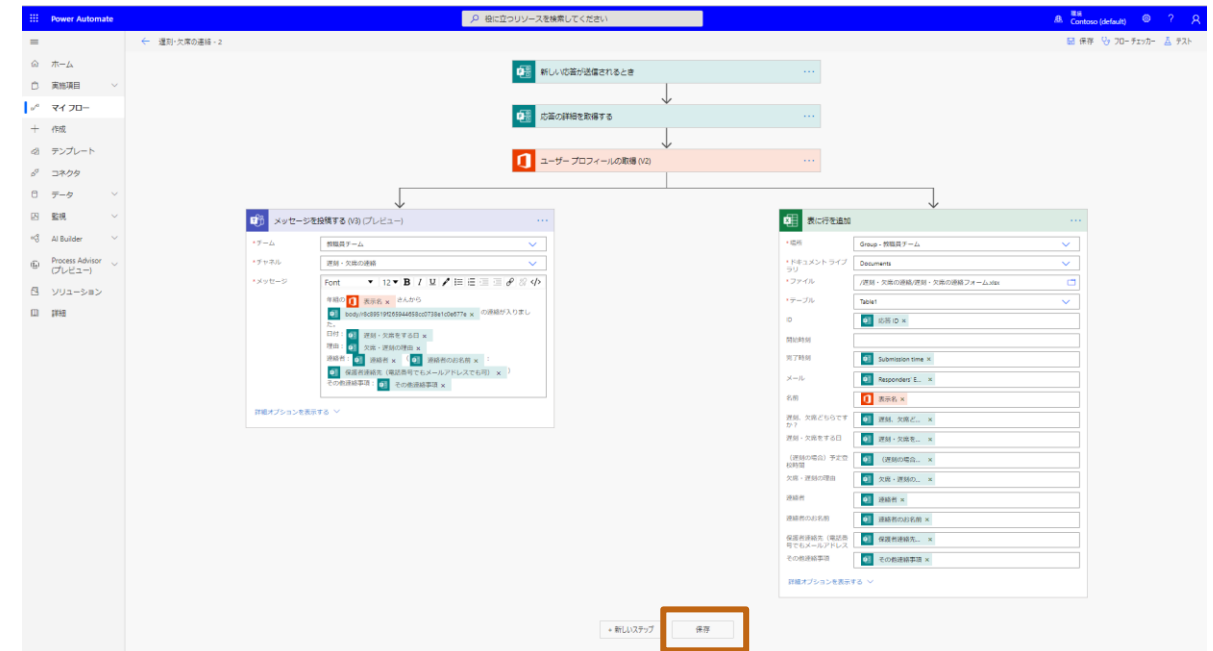 Power Automate
役に立つリソースを検索してください
環境
Contoso (default)
?
遅刻・欠席の連絡 - 2
保存
フロー チェッカー
テスト
ホーム
実施項目
マイ フロー
作成
テンプレート
コネクタ
データ
監視
AI Builder
Process Advisor
(プレビュー)
ソリューション
詳細
新しい応答が送信されるとき
応答の詳細を取得する
ユーザー プロフィールの取得 (V2)
メッセージを投稿する (V3) (プレビュー)
*チーム
教職員チーム
*チャネル
遅刻・欠席の連絡
*メッセージ
Font 12 B I U
年組の 表示名 × さんから
の連絡が入りまし
た。
日付: 遅刻・欠席をする日 ×
理由: 欠席・遅刻の理由 ×
連絡者: 連絡者 × ( 連絡者のお名前 × :
保護者連絡先(電話番号でもメールアドレスでも可) × )
その他連絡事項: その他連絡事項 ×
詳細オプションを表示する
表に行を追加
*場所
Group - 教職員チーム
*ドキュメント ライブ
ラリ
Documents
*ファイル
/遅刻・欠席の連絡/遅刻・欠席の連絡フォーム.xlsx
*テーブル
Table1
ID
応答 ID ×
開始時刻
完了時刻
Submission time ×
メール
Responders' E... ×
名前
表示名 ×
遅刻、欠席どちらです
か?
遅刻、欠席ど... ×
遅刻・欠席をする日
遅刻・欠席を... ×
(遅刻の場合)予定登
校時間
(遅刻の場合... ×
欠席・遅刻の理由
欠席・遅刻の... ×
連絡者
連絡者 ×
連絡者のお名前
連絡者のお名前 ×
保護者連絡先(電話番
号でもメールアドレス
保護者連絡先... ×
その他連絡事項
その他連絡事項 ×
詳細オプションを表示する
+ 新しいステップ
保存